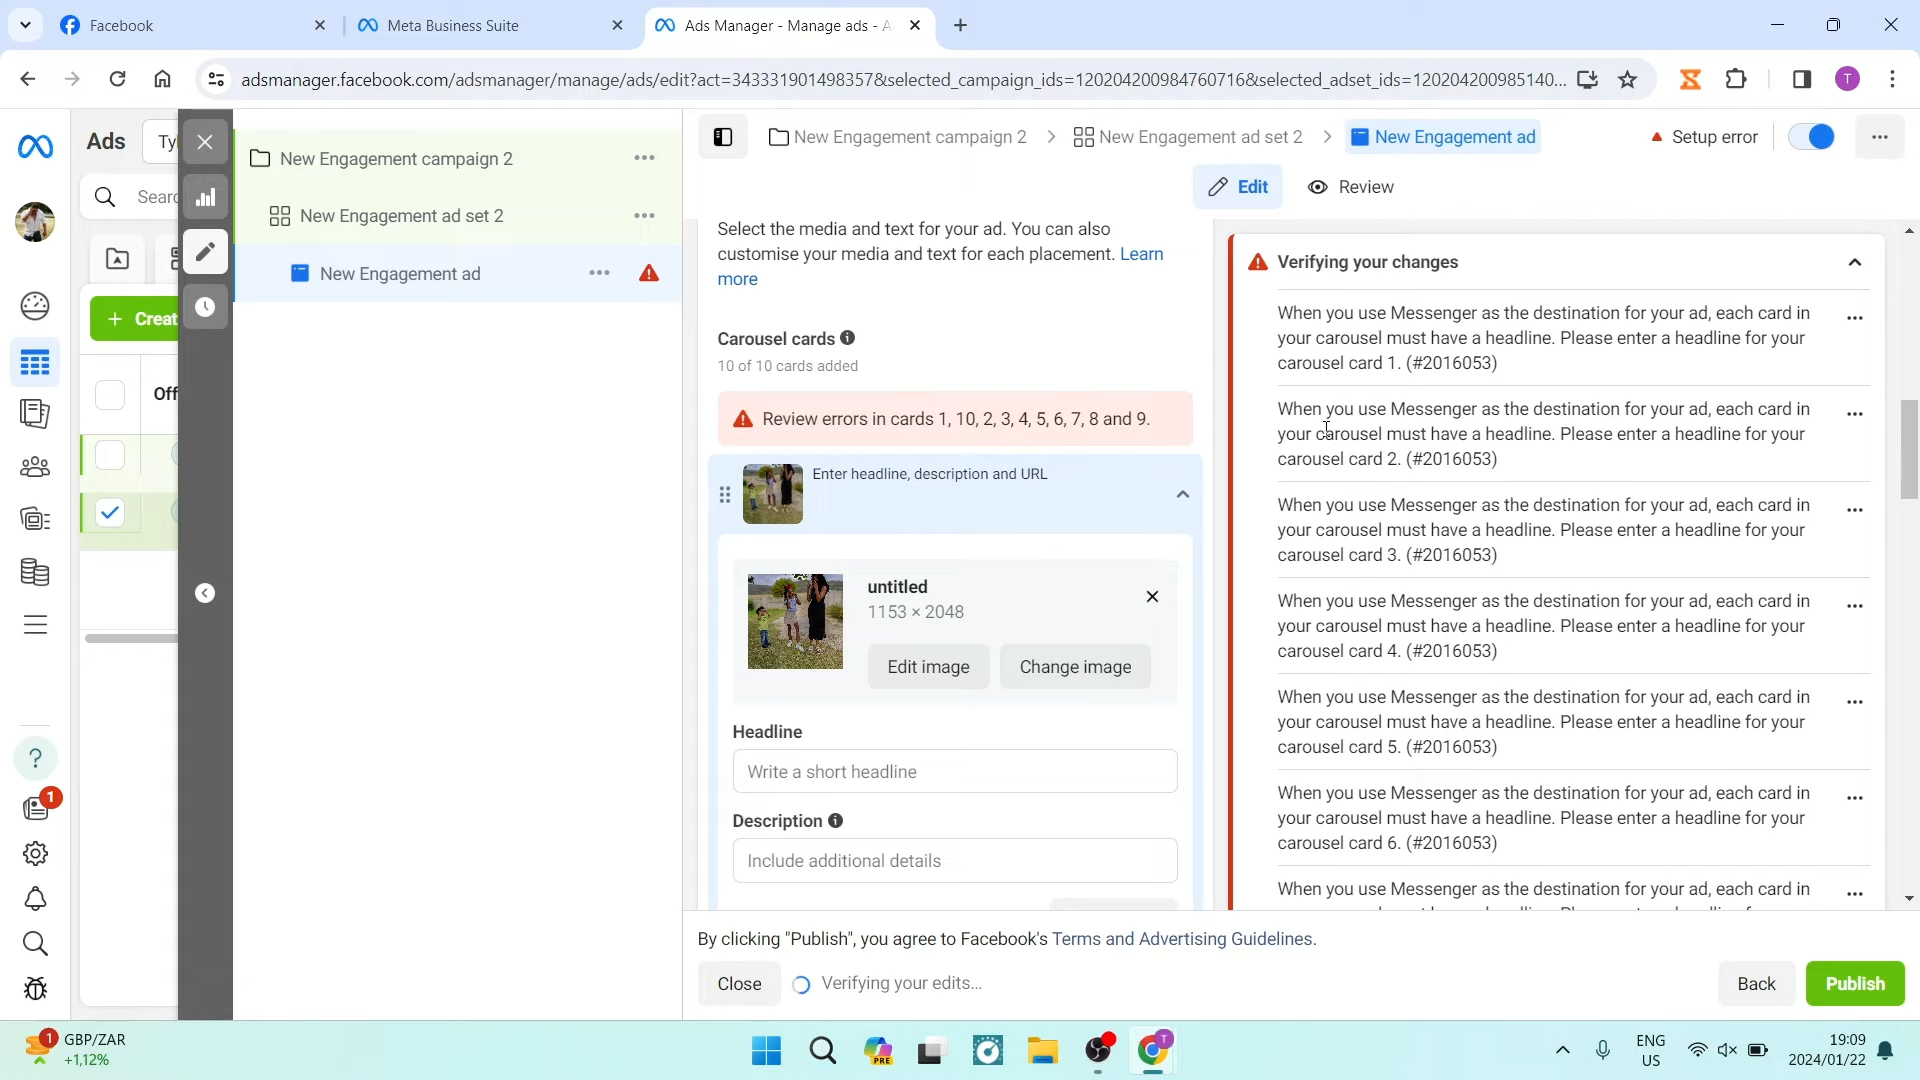 Facebook
Meta Business Suite
Ads Manager - Manage ads - A
adsmanager.facebook.com/adsmanager/manage/ads/edit?act=343331901498357&selected_campaign_ids=120204200984760716&selected_adset_ids=120204200985140...
T
Ads
Tyl
Searc
+ Creat
Off
New Engagement campaign 2
New Engagement ad set 2
New Engagement ad
New Engagement campaign 2
New Engagement ad set 2
New Engagement ad
Setup error
Edit
Review
Select the media and text for your ad. You can also
customise your media and text for each placement. Learn
more
Carousel cards
10 of 10 cards added
Review errors in cards 1, 10, 2, 3, 4, 5, 6, 7, 8 and 9.
Enter headline, description and URL
untitled
1153 × 2048
Edit image
Change image
Headline
Write a short headline
Description
Include additional details
Verifying your changes
When you use Messenger as the destination for your ad, each card in
your carousel must have a headline. Please enter a headline for your
carousel card 1. (#2016053)
When you use Messenger as the destination for your ad, each card in
your carousel must have a headline. Please enter a headline for your
carousel card 2. (#2016053)
When you use Messenger as the destination for your ad, each card in
your carousel must have a headline. Please enter a headline for your
carousel card 3. (#2016053)
When you use Messenger as the destination for your ad, each card in
your carousel must have a headline. Please enter a headline for your
carousel card 4. (#2016053)
When you use Messenger as the destination for your ad, each card in
your carousel must have a headline. Please enter a headline for your
carousel card 5. (#2016053)
When you use Messenger as the destination for your ad, each card in
your carousel must have a headline. Please enter a headline for your
carousel card 6. (#2016053)
When you use Messenger as the destination for your ad, each card in
By clicking "Publish", you agree to Facebook's Terms and Advertising Guidelines.
Close
Verifying your edits...
Back
Publish
1
1
GBP/ZAR
+1,12%
PRE
T
ENG
US
19:09
2024/01/22